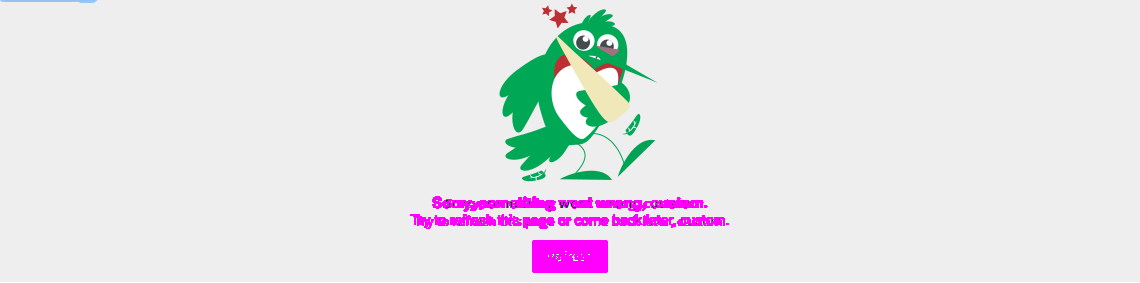 Sorry, something went wrong, custom.
Try to refresh this page or come back later, custom.
Refresh